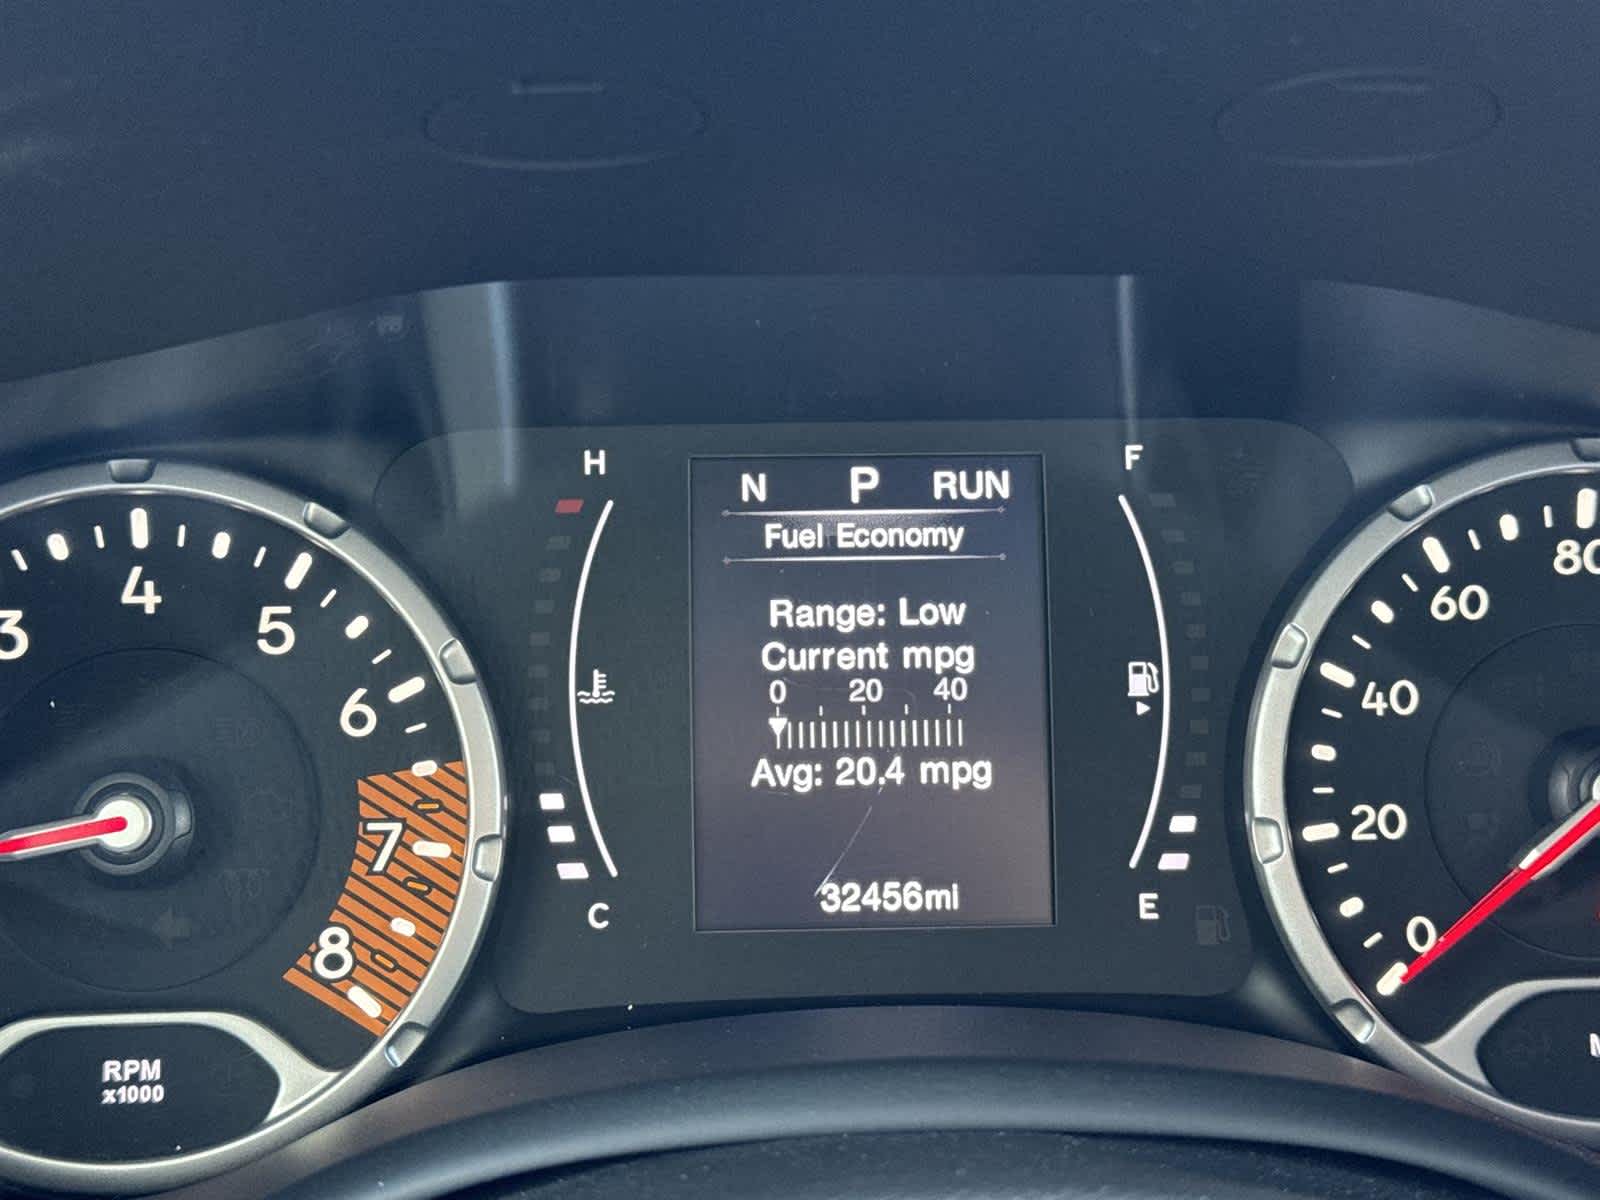 H
F
N P RUN
Fuel Economy
Range: Low
Current mpg
0 20 40
Avg: 20.4 mpg
32456mi
C
E
3
4
5
6
7
8
RPM
x1000
80
60
40
20
0